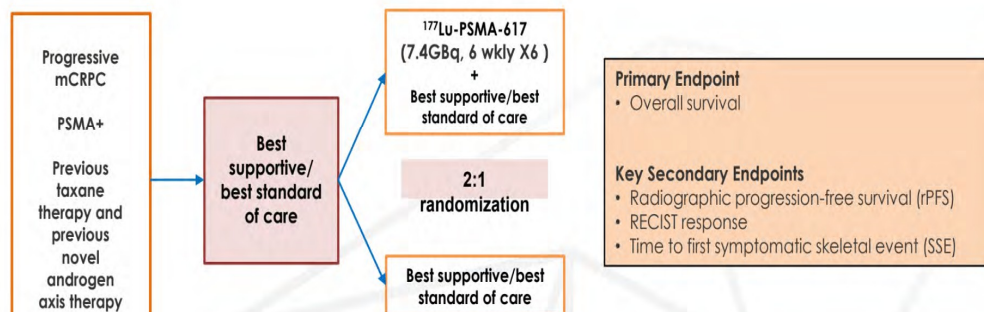 Progressive
mCRPC
PSMA+
Previous
taxane
therapy and
previous
novel
androgen
axis therapy
Best
supportive/
best standard
of care
¹⁷⁷Lu-PSMA-617
(7.4GBq, 6 wkly X6 )
+
Best supportive/best
standard of care
2:1
randomization
Best supportive/best
standard of care
Primary Endpoint
• Overall survival
Key Secondary Endpoints
• Radiographic progression-free survival (rPFS)
• RECIST response
• Time to first symptomatic skeletal event (SSE)